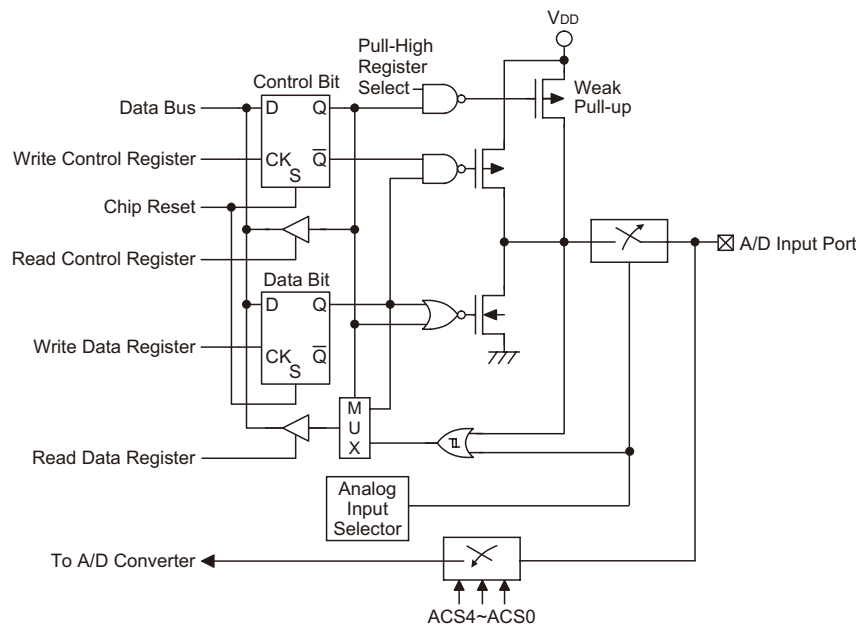 VDD
Pull-High
Register
Select
Control Bit
Weak
Pull-up
Data Bus
D
Q
Write Control Register
CK
Q
S
Chip Reset
Read Control Register
A/D Input Port
Data Bit
D
Q
Write Data Register
CK
Q
S
M
U
X
Read Data Register
Analog
Input
Selector
To A/D Converter
ACS4~ACS0